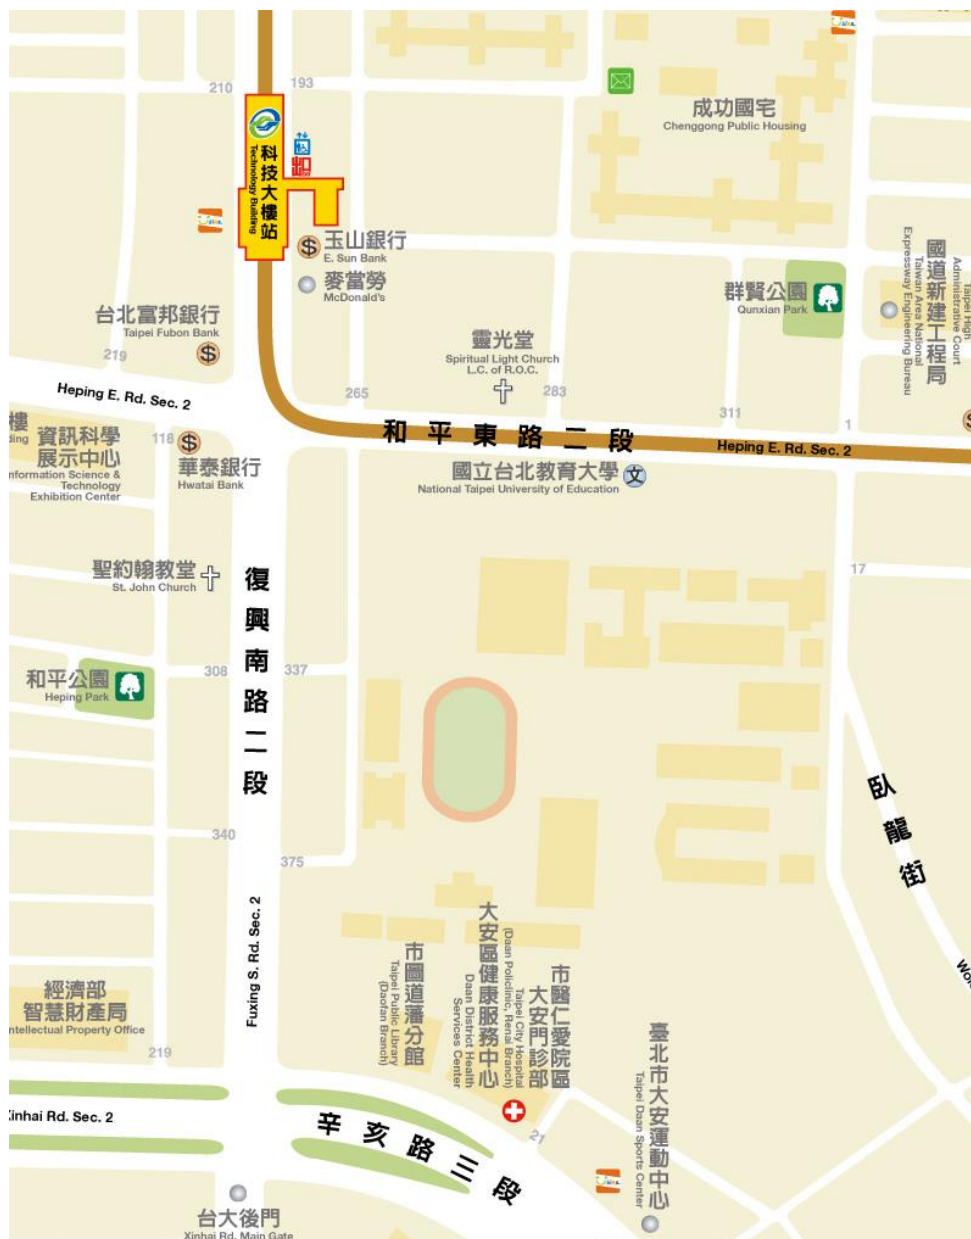 210
193
成功國宅
Chenggong Public Housing
科技大樓站
Technology Building
出口
玉山銀行
E. Sun Bank
麥當勞
McDonald's
台北富邦銀行
Taipei Fubon Bank
219
群賢公園
Qunxian Park
國道新建工程局
Taiwan Area National
Expressway Engineering Bureau
Taipei High
Administrative Court
靈光堂
Spiritual Light Church
L.C. of R.O.C.
265
283
311
1
Heping E. Rd. Sec. 2
和平東路二段
Heping E. Rd. Sec. 2
樓
ding
資訊科學
展示中心
Information Science &
Technology
Exhibition Center
118
華泰銀行
Hwatai Bank
國立台北教育大學
National Taipei University of Education
文
17
聖約翰教堂
St. John Church
復興南路二段
308
337
和平公園
Heping Park
340
375
臥龍街
Fuxing S. Rd. Sec. 2
經濟部
智慧財產局
Intellectual Property Office
219
市圖道藩分館
Taipei Public Library
(Daofan Branch)
大安區健康服務中心
Daan District Health
Services Center
市醫仁愛院區
大安門診部
Taipei City Hospital
(Daan Policlinic, Renai Branch)
臺北市大安運動中心
Taipei Daan Sports Center
Xinhai Rd. Sec. 2
辛亥路三段
21
台大後門
Xinhai Rd. Main Gate